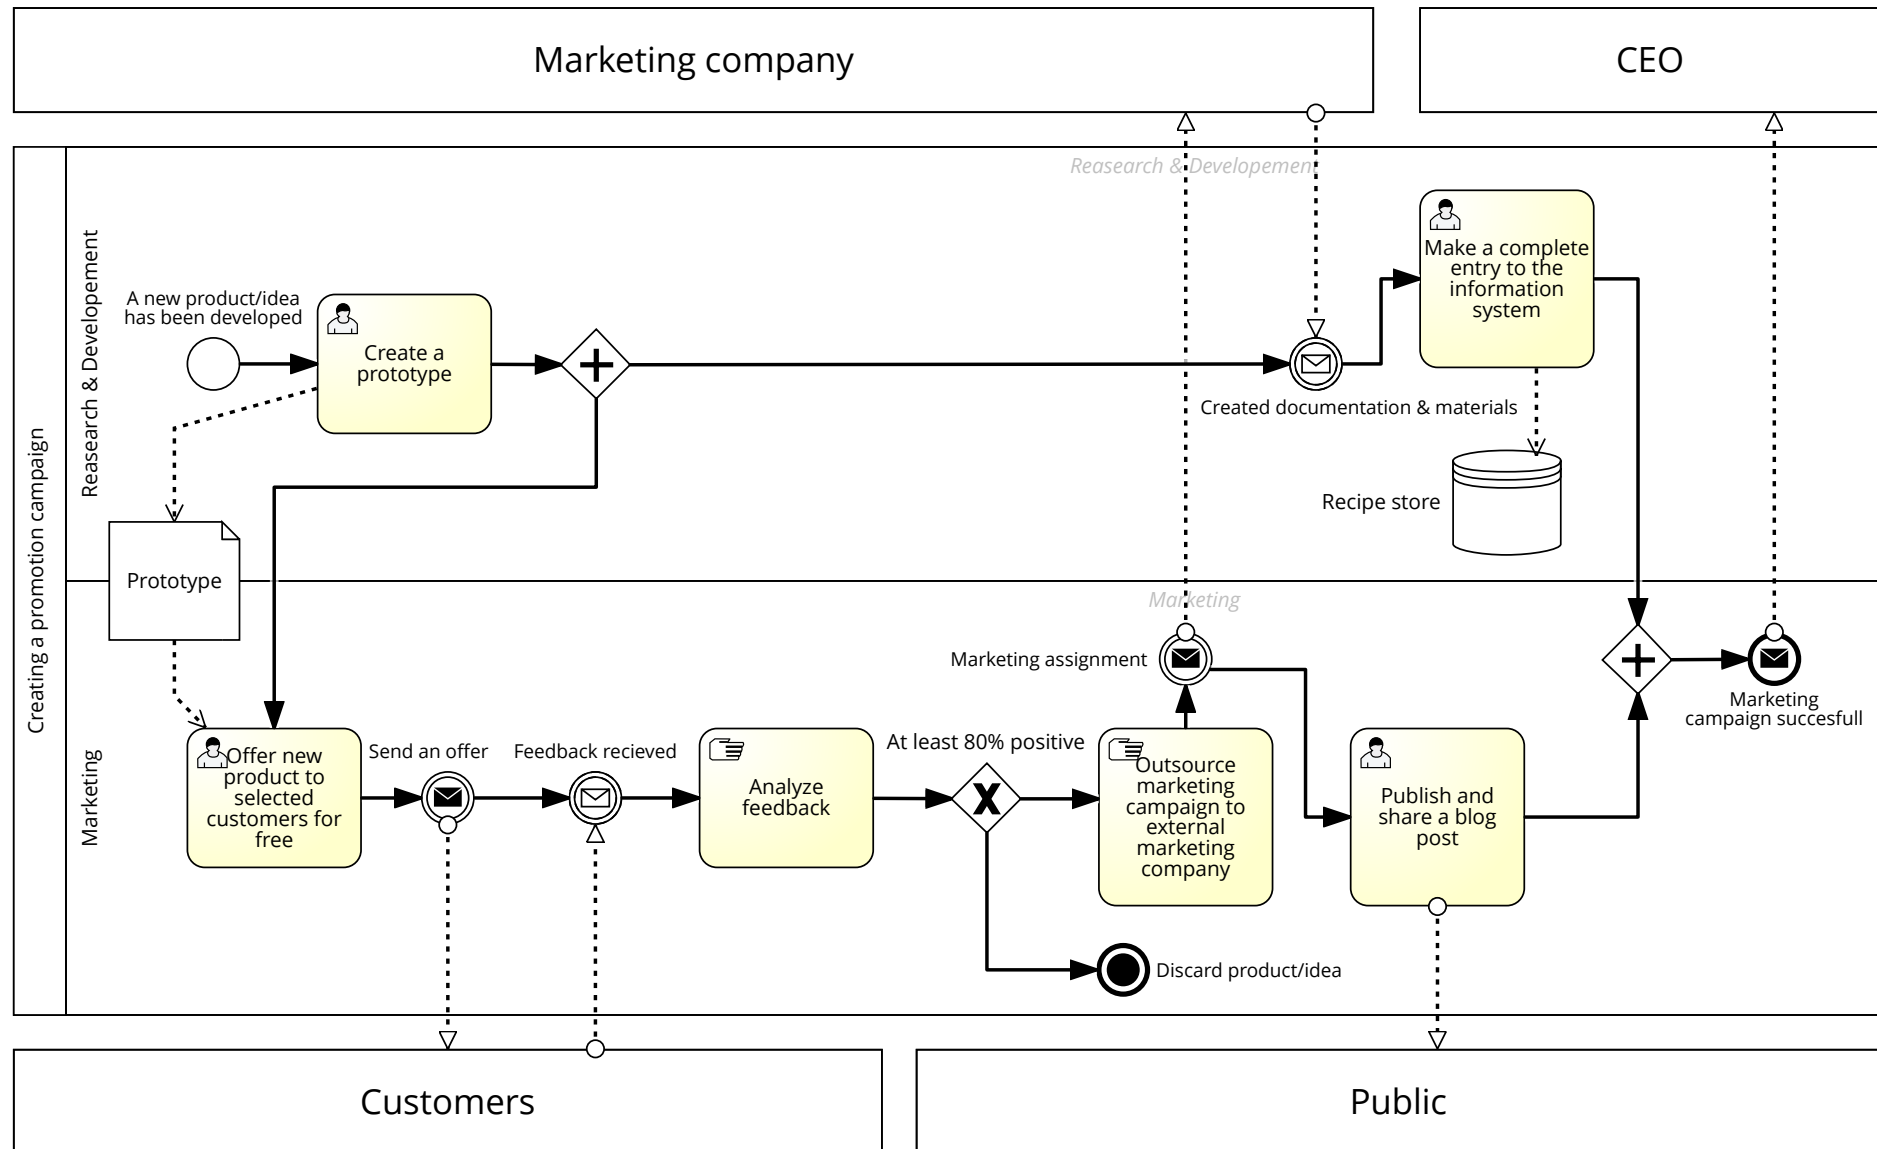 Marketing company
CEO
Creating a promotion campaign
Reasearch & Developement
Reasearch & Developement
A new product/idea
has been developed
Create a
prototype
Make a complete
entry to the
information
system
Created documentation & materials
Recipe store
Prototype
Marketing
Marketing
Marketing assignment
Marketing
campaign succesfull
Offer new
product to
selected
customers for
free
Send an offer
Feedback recieved
Analyze
feedback
At least 80% positive
Outsource
marketing
campaign to
external
marketing
company
Publish and
share a blog
post
Discard product/idea
Customers
Public